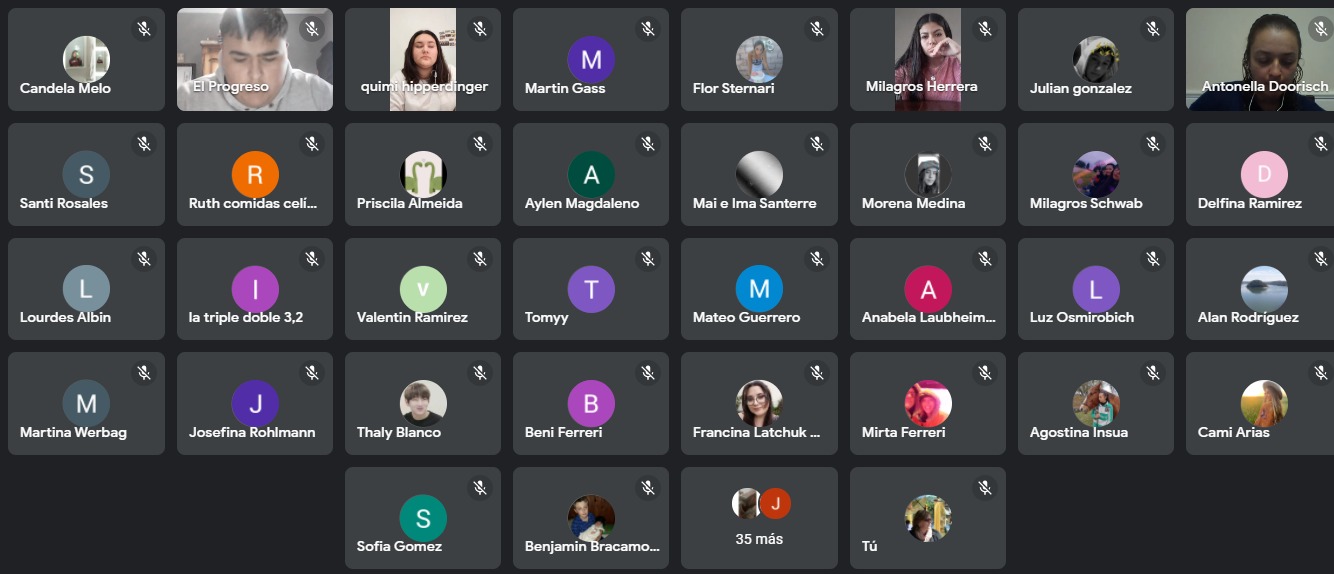 Candela Melo
El Progreso
quimi hipperdinger
M
Martin Gass
Flor Sternari
Milagros Herrera
Julian gonzalez
Antonella Doorisch
S
Santi Rosales
R
Ruth comidas celí...
Priscila Almeida
A
Aylen Magdaleno
Mai e Ima Santerre
Morena Medina
Milagros Schwab
D
Delfina Ramirez
L
Lourdes Albin
I
la triple doble 3,2
v
Valentin Ramirez
T
Tomyy
M
Mateo Guerrero
A
Anabela Laubheim...
L
Luz Osmirobich
Alan Rodríguez
M
Martina Werbag
J
Josefina Rohlmann
Thaly Blanco
B
Beni Ferreri
Francina Latchuk ...
Mirta Ferreri
Agostina Insua
Cami Arias
S
Sofia Gomez
Benjamin Bracamo...
J
35 más
Tú